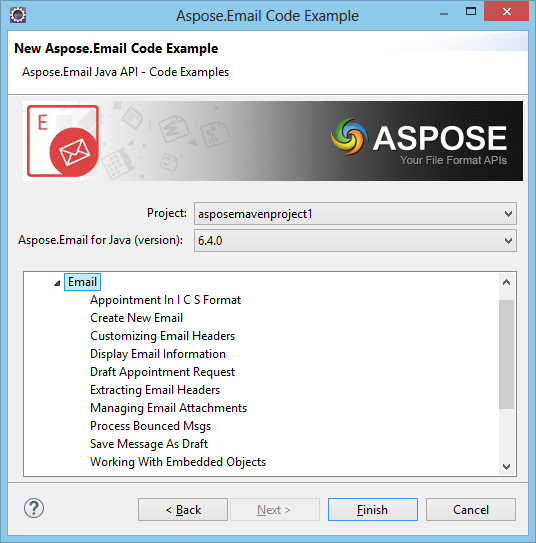 Aspose.Email Code Example
New Aspose.Email Code Example
Aspose.Email Java API - Code Examples
E
ASPOSE
Your File Format APIs
Project: asposemavenproject1
Aspose.Email for Java (version): 6.4.0
Email
Appointment In I C S Format
Create New Email
Customizing Email Headers
Display Email Information
Draft Appointment Request
Extracting Email Headers
Managing Email Attachments
Process Bounced Msgs
Save Message As Draft
Working With Embedded Objects
? < Back Next > Finish Cancel